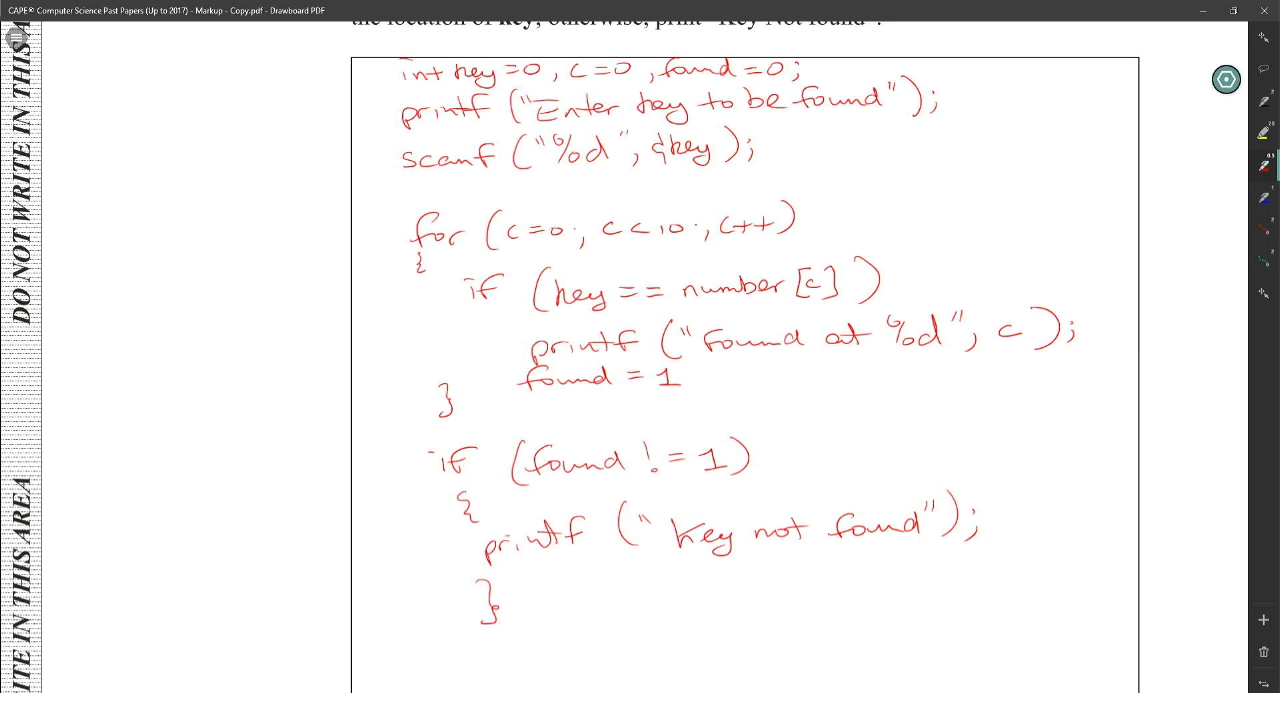 CAPE® Computer Science Past Papers (Up to 2017) - Markup - Copy.pdf - Drawboard PDF
the location of key; otherwise, print "Key Not found".
int key = 0, c = 0, found = 0;
printf ("Enter key to be found");
scanf ("%d", &key);
for (c = 0; c < 10; c++)
{
if (key == number [c])
printf ("Found at %d", c);
found = 1
}
if (found != 1)
{
printf ("Key not found");
}
DO NOT WRITE IN THIS A
ITE IN THIS AREA